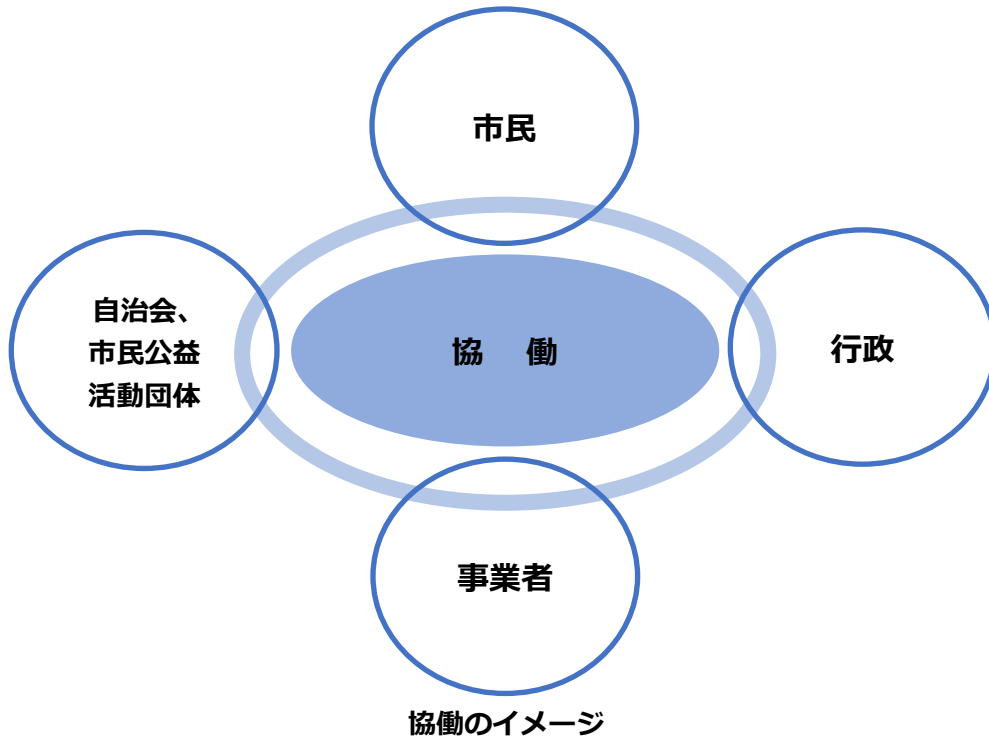 市民
自治会、
市民公益
活動団体
協　働
行政
事業者
協働のイメージ